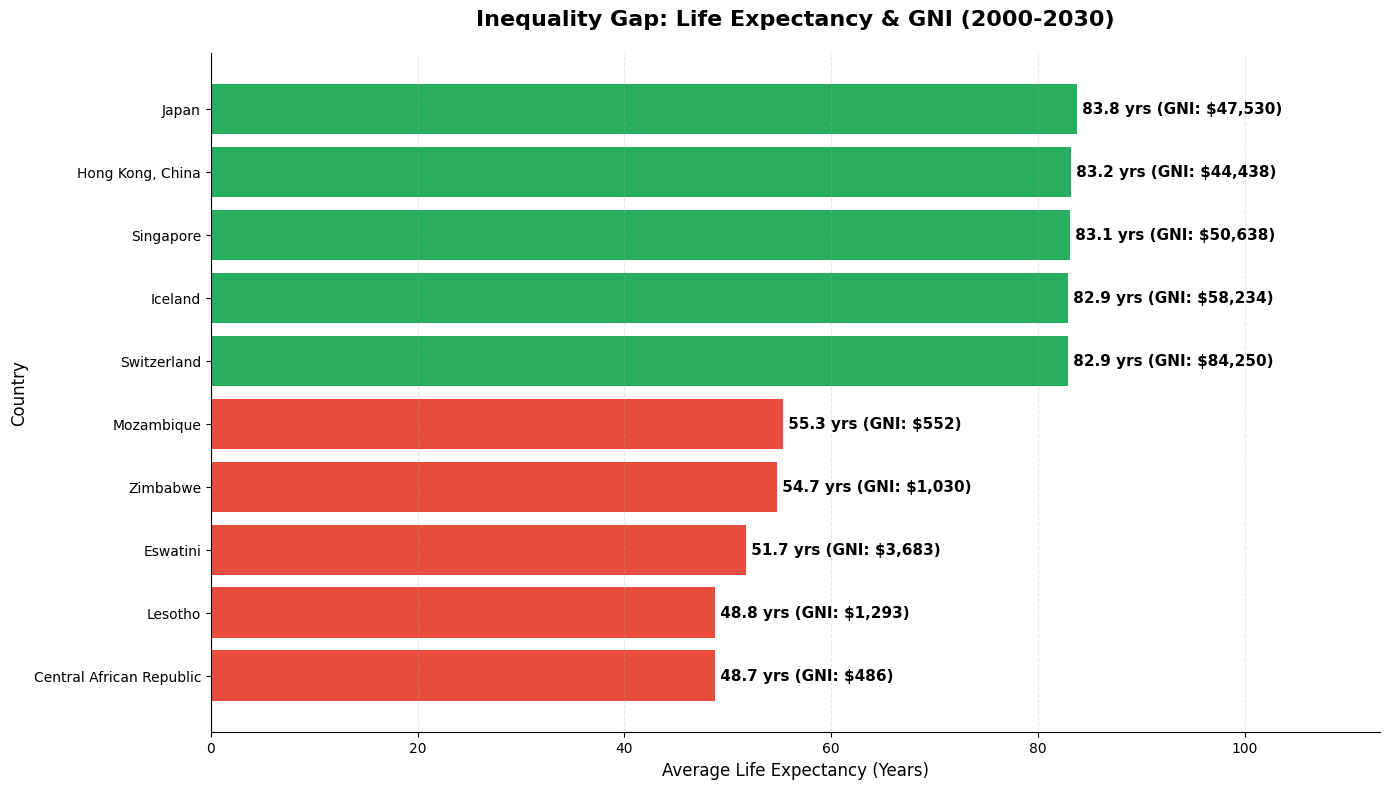 Inequality Gap: Life Expectancy & GNI (2000-2030)
Japan
83.8 yrs (GNI: $47,530)
Hong Kong, China
83.2 yrs (GNI: $44,438)
Singapore
83.1 yrs (GNI: $50,638)
Iceland
82.9 yrs (GNI: $58,234)
Switzerland
82.9 yrs (GNI: $84,250)
Country
Mozambique
55.3 yrs (GNI: $552)
Zimbabwe
54.7 yrs (GNI: $1,030)
Eswatini
51.7 yrs (GNI: $3,683)
Lesotho
48.8 yrs (GNI: $1,293)
Central African Republic
48.7 yrs (GNI: $486)
0 20 40 60 80 100
Average Life Expectancy (Years)